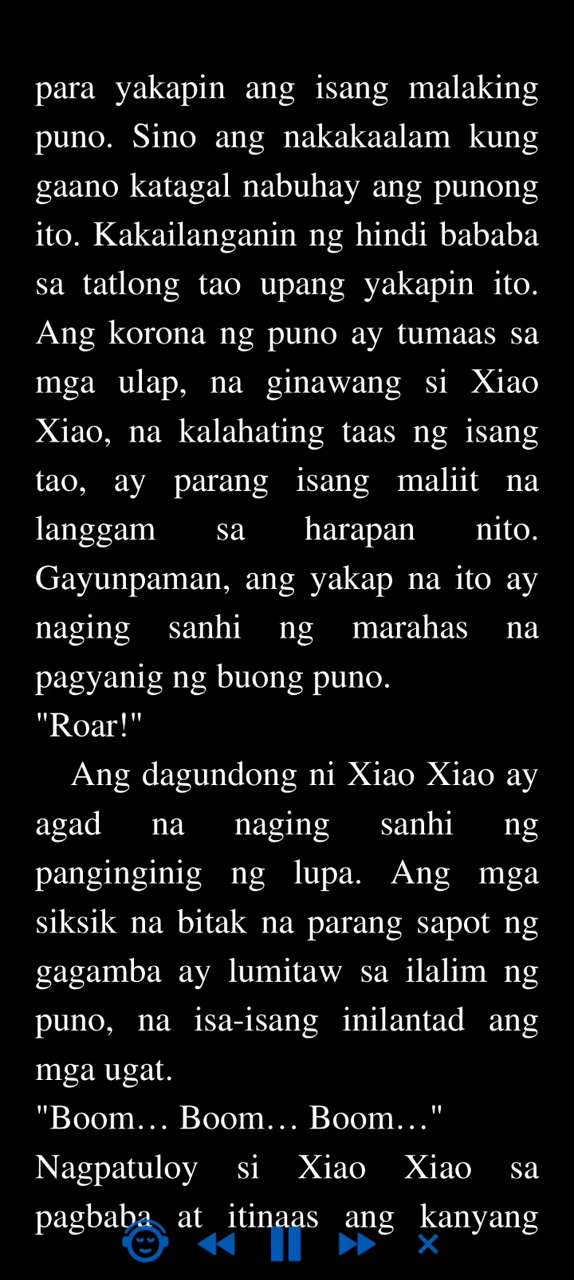 para yakapin ang isang malaking
puno. Sino ang nakakaalam kung
gaano katagal nabuhay ang punong
ito. Kakailanganin ng hindi bababa
sa tatlong tao upang yakapin ito.
Ang korona ng puno ay tumaas sa
mga ulap, na ginawang si Xiao
Xiao, na kalahating taas ng isang
tao, ay parang isang maliit na
langgam sa harapan nito.
Gayunpaman, ang yakap na ito ay
naging sanhi ng marahas na
pagyanig ng buong puno.
"Roar!"
Ang dagundong ni Xiao Xiao ay
agad na naging sanhi ng
panginginig ng lupa. Ang mga
siksik na bitak na parang sapot ng
gagamba ay lumitaw sa ilalim ng
puno, na isa-isang inilantad ang
mga ugat.
"Boom… Boom… Boom…"
Nagpatuloy si Xiao Xiao sa
pagbaba at itinaas ang kanyang